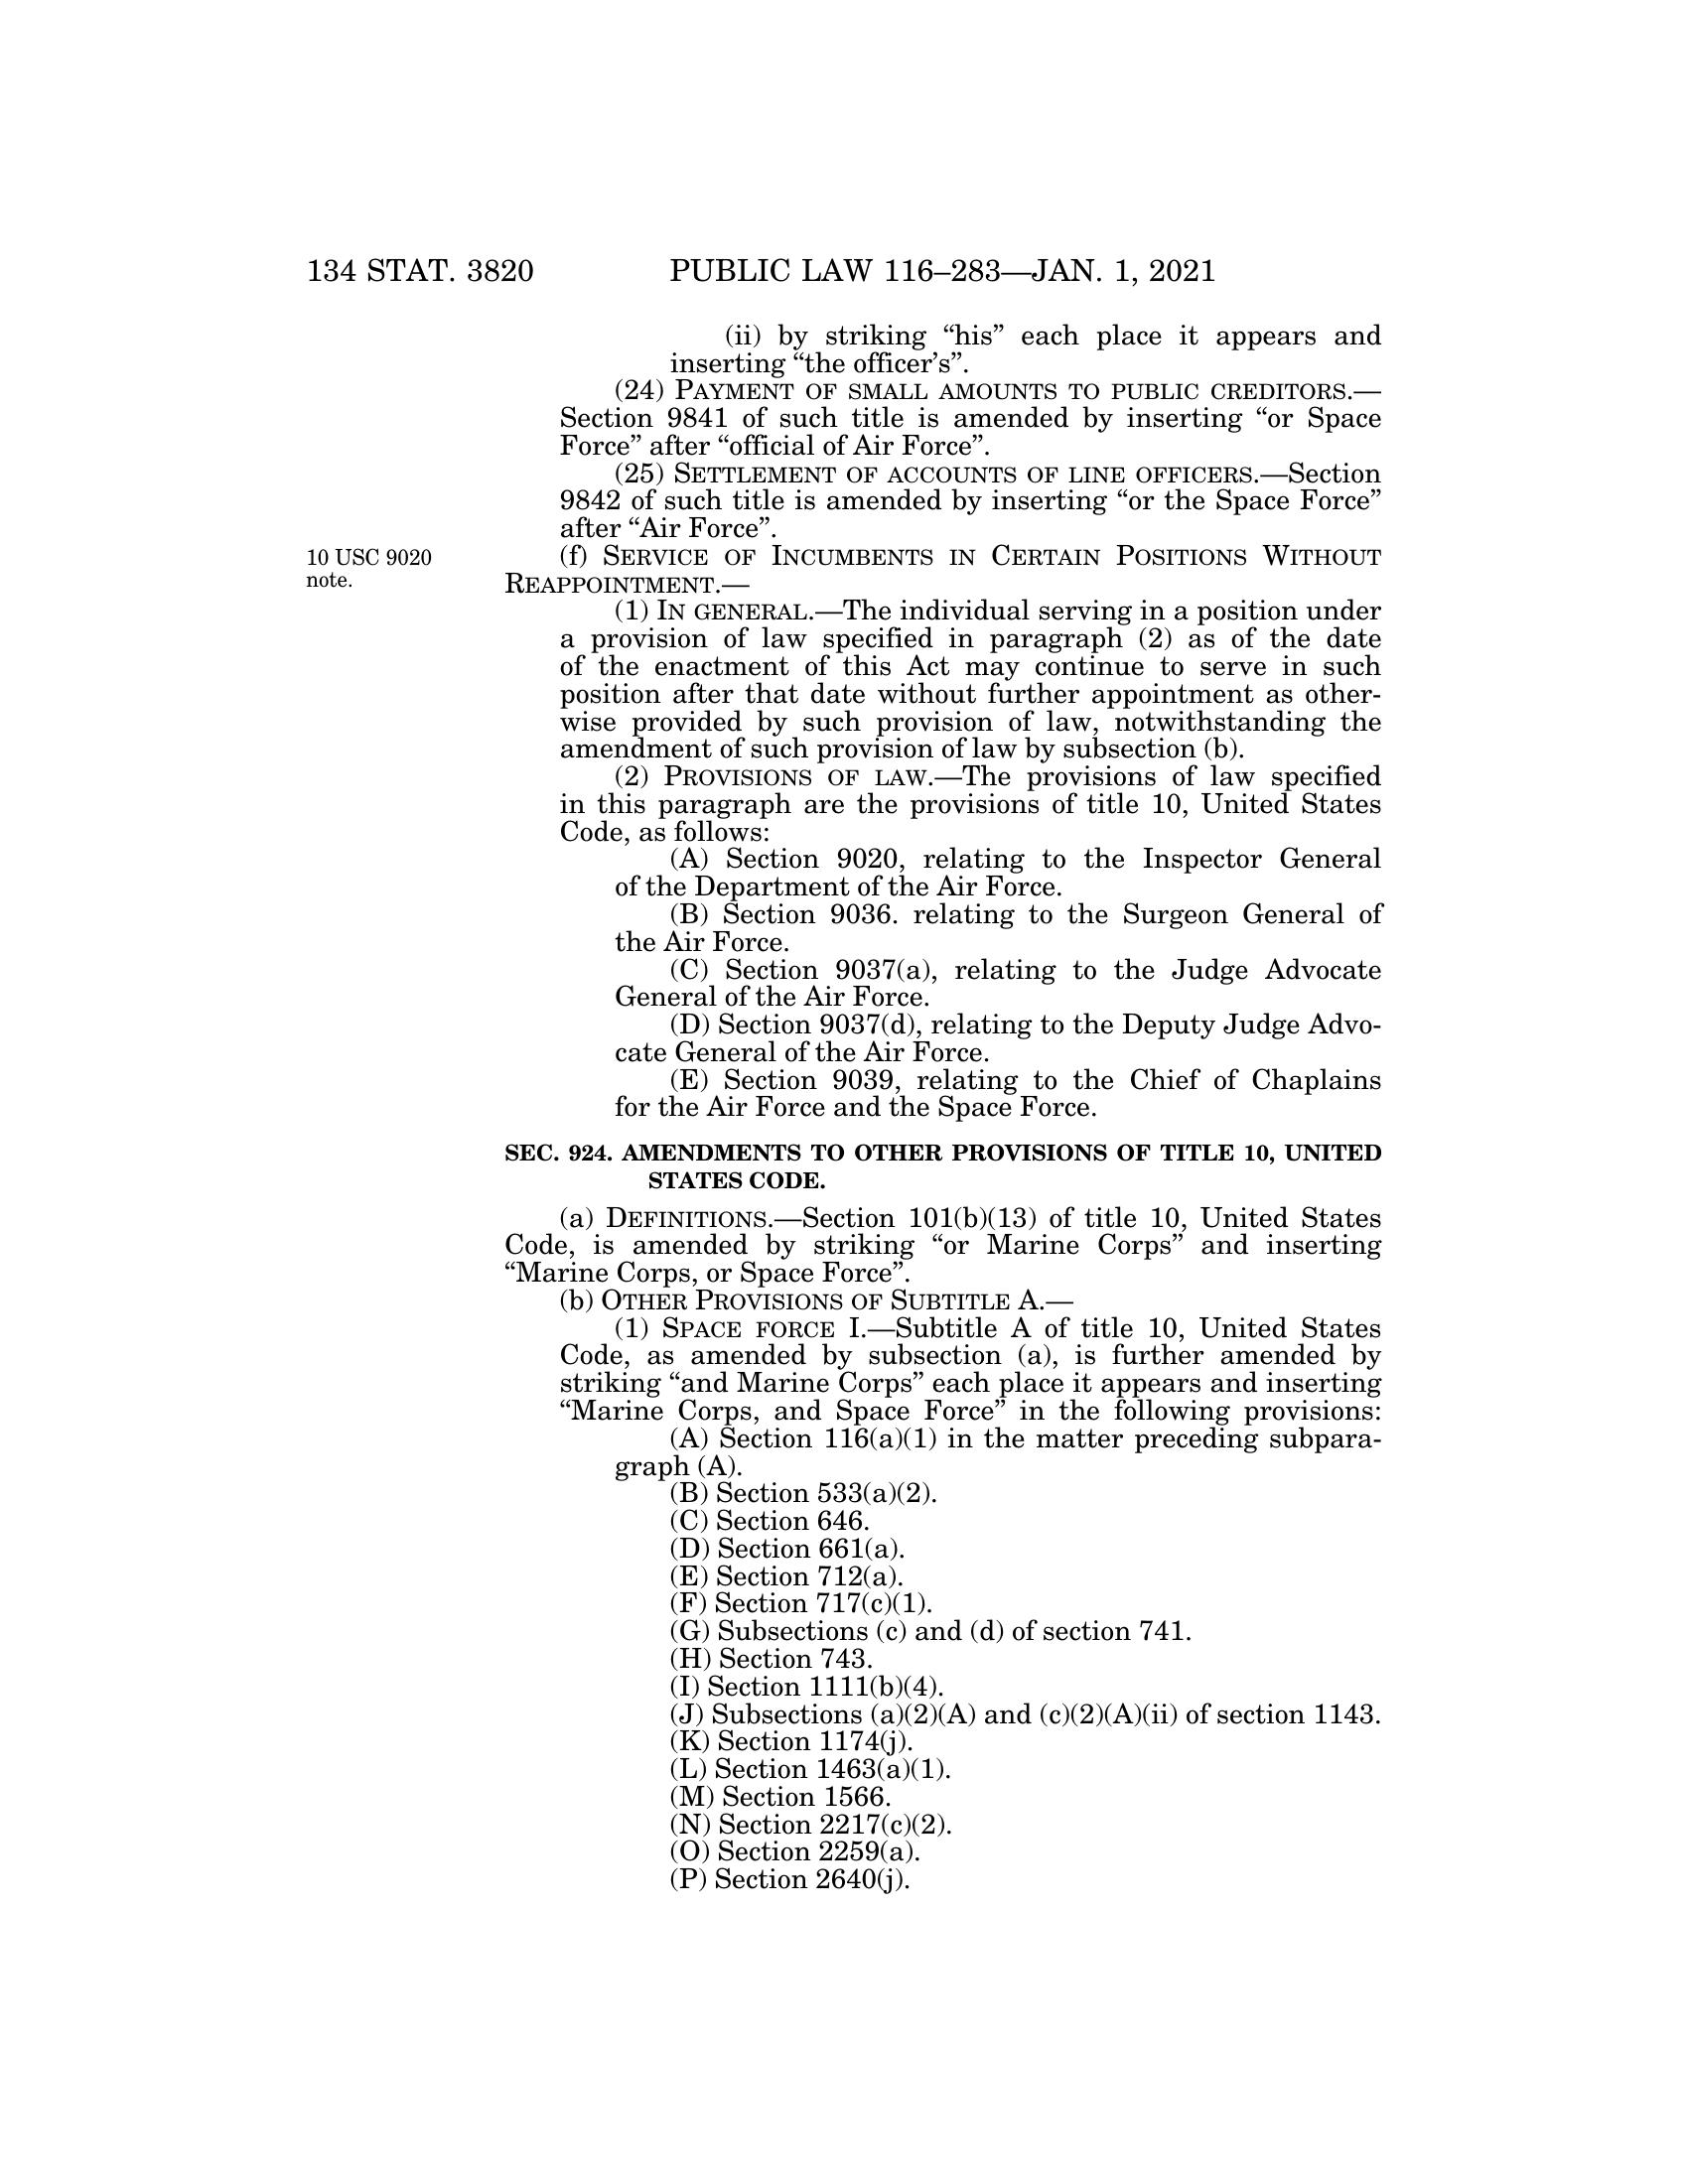 134 STAT. 3820 PUBLIC LAW 116–283—JAN. 1, 2021
(ii) by striking “his” each place it appears and
inserting “the officer’s”.
(24) PAYMENT OF SMALL AMOUNTS TO PUBLIC CREDITORS.—
Section 9841 of such title is amended by inserting “or Space
Force” after “official of Air Force”.
(25) SETTLEMENT OF ACCOUNTS OF LINE OFFICERS.—Section
9842 of such title is amended by inserting “or the Space Force”
after “Air Force”.
10 USC 9020
note.
(f) SERVICE OF INCUMBENTS IN CERTAIN POSITIONS WITHOUT
REAPPOINTMENT.—
(1) IN GENERAL.—The individual serving in a position under
a provision of law specified in paragraph (2) as of the date
of the enactment of this Act may continue to serve in such
position after that date without further appointment as other-
wise provided by such provision of law, notwithstanding the
amendment of such provision of law by subsection (b).
(2) PROVISIONS OF LAW.—The provisions of law specified
in this paragraph are the provisions of title 10, United States
Code, as follows:
(A) Section 9020, relating to the Inspector General
of the Department of the Air Force.
(B) Section 9036. relating to the Surgeon General of
the Air Force.
(C) Section 9037(a), relating to the Judge Advocate
General of the Air Force.
(D) Section 9037(d), relating to the Deputy Judge Advo-
cate General of the Air Force.
(E) Section 9039, relating to the Chief of Chaplains
for the Air Force and the Space Force.
SEC. 924. AMENDMENTS TO OTHER PROVISIONS OF TITLE 10, UNITED
STATES CODE.
(a) DEFINITIONS.—Section 101(b)(13) of title 10, United States
Code, is amended by striking “or Marine Corps” and inserting
“Marine Corps, or Space Force”.
(b) OTHER PROVISIONS OF SUBTITLE A.—
(1) SPACE FORCE I.—Subtitle A of title 10, United States
Code, as amended by subsection (a), is further amended by
striking “and Marine Corps” each place it appears and inserting
“Marine Corps, and Space Force” in the following provisions:
(A) Section 116(a)(1) in the matter preceding subpara-
graph (A).
(B) Section 533(a)(2).
(C) Section 646.
(D) Section 661(a).
(E) Section 712(a).
(F) Section 717(c)(1).
(G) Subsections (c) and (d) of section 741.
(H) Section 743.
(I) Section 1111(b)(4).
(J) Subsections (a)(2)(A) and (c)(2)(A)(ii) of section 1143.
(K) Section 1174(j).
(L) Section 1463(a)(1).
(M) Section 1566.
(N) Section 2217(c)(2).
(O) Section 2259(a).
(P) Section 2640(j).